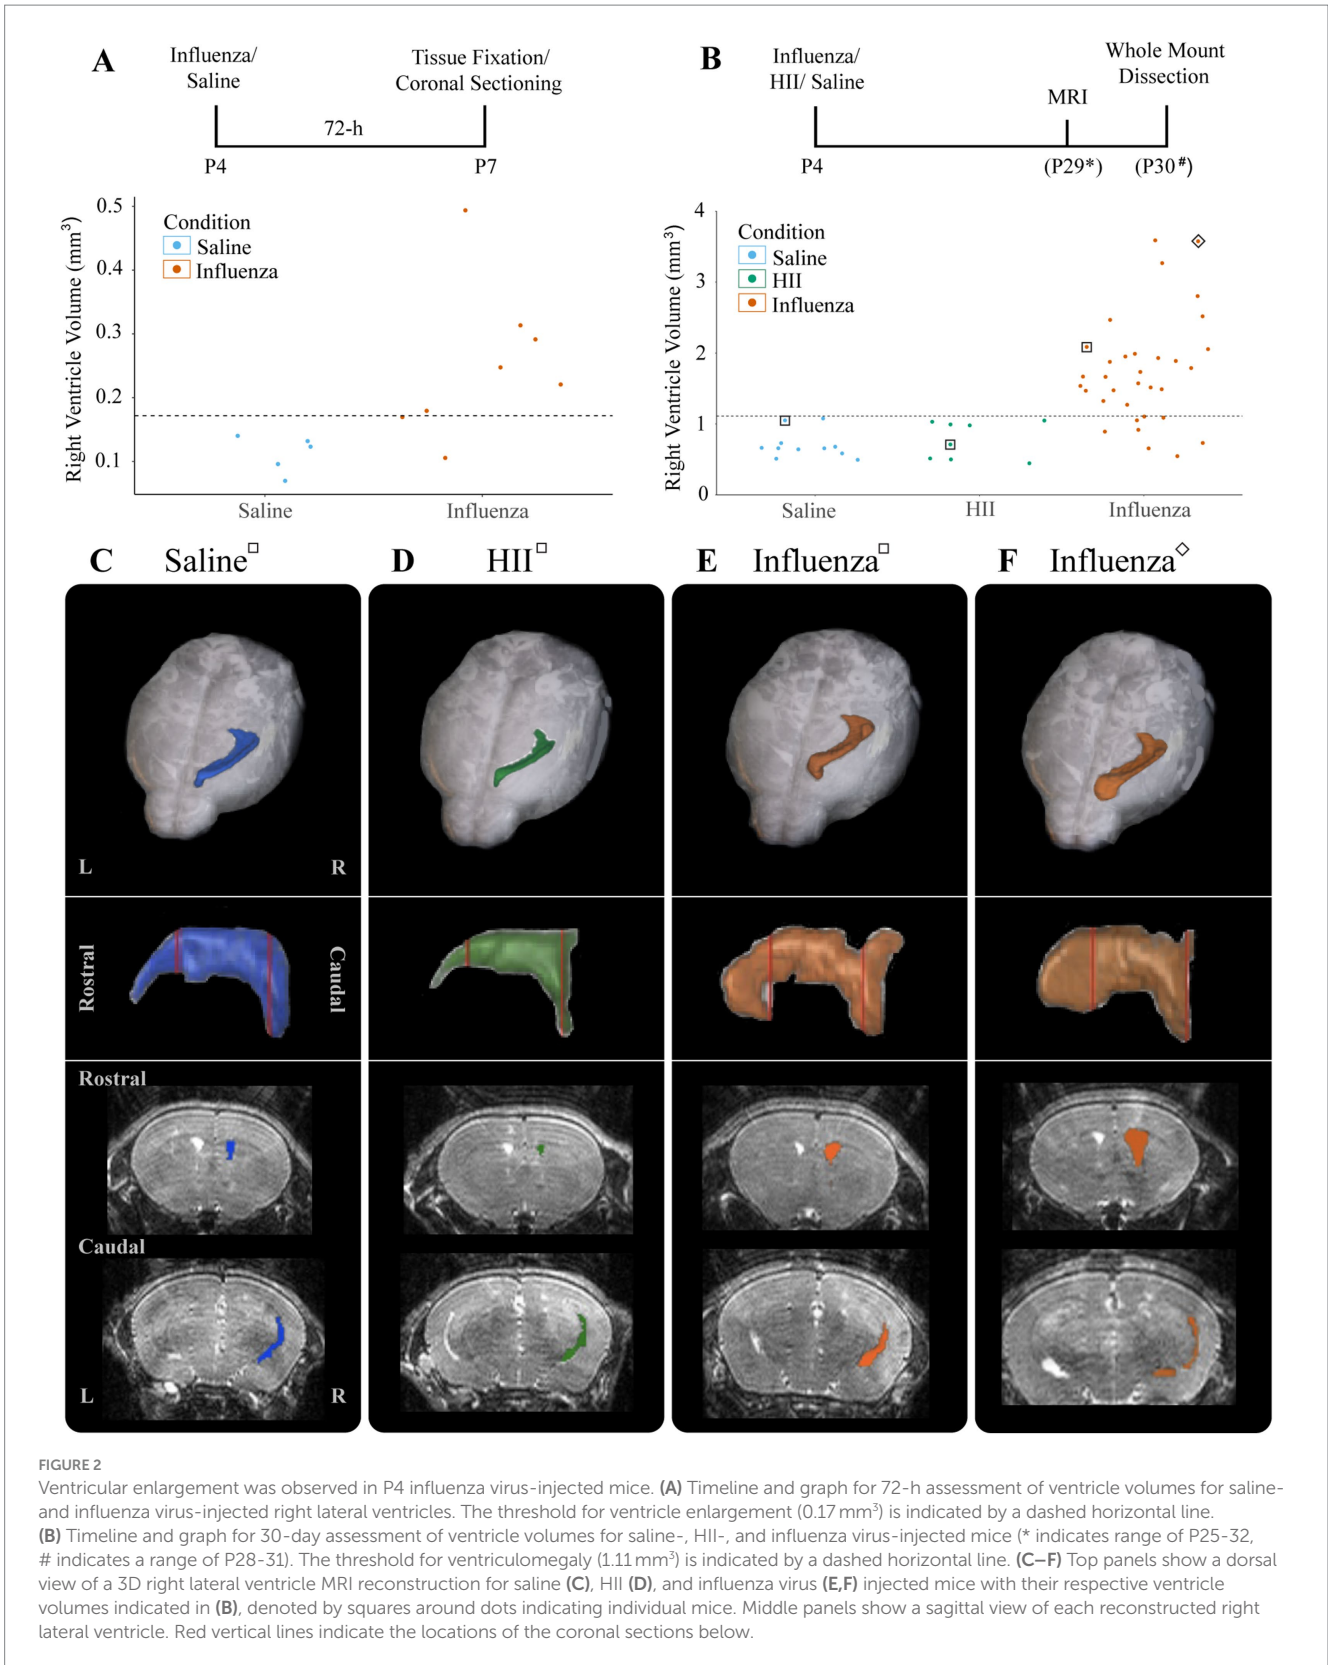 A
Influenza/
Saline
Tissue Fixation/
Coronal Sectioning
72-h
P4
P7
Right Ventricle Volume (mm³)
0.5
0.4
0.3
0.2
0.1
Condition
Saline
Influenza
Saline
Influenza
B
Influenza/
HII/ Saline
MRI
Whole Mount
Dissection
P4
(P29*)
(P30#)
Right Ventricle Volume (mm³)
4
3
2
1
0
Condition
Saline
HII
Influenza
Saline
HII
Influenza
C Saline□
D HII□
E Influenza□
F Influenza◇
L
R
Rostral
Caudal
Rostral
Caudal
L
R
FIGURE 2
Ventricular enlargement was observed in P4 influenza virus-injected mice. (A) Timeline and graph for 72-h assessment of ventricle volumes for saline-
and influenza virus-injected right lateral ventricles. The threshold for ventricle enlargement (0.17 mm³) is indicated by a dashed horizontal line.
(B) Timeline and graph for 30-day assessment of ventricle volumes for saline-, HII-, and influenza virus-injected mice (* indicates range of P25-32,
# indicates a range of P28-31). The threshold for ventriculomegaly (1.11 mm³) is indicated by a dashed horizontal line. (C–F) Top panels show a dorsal
view of a 3D right lateral ventricle MRI reconstruction for saline (C), HII (D), and influenza virus (E,F) injected mice with their respective ventricle
volumes indicated in (B), denoted by squares around dots indicating individual mice. Middle panels show a sagittal view of each reconstructed right
lateral ventricle. Red vertical lines indicate the locations of the coronal sections below.